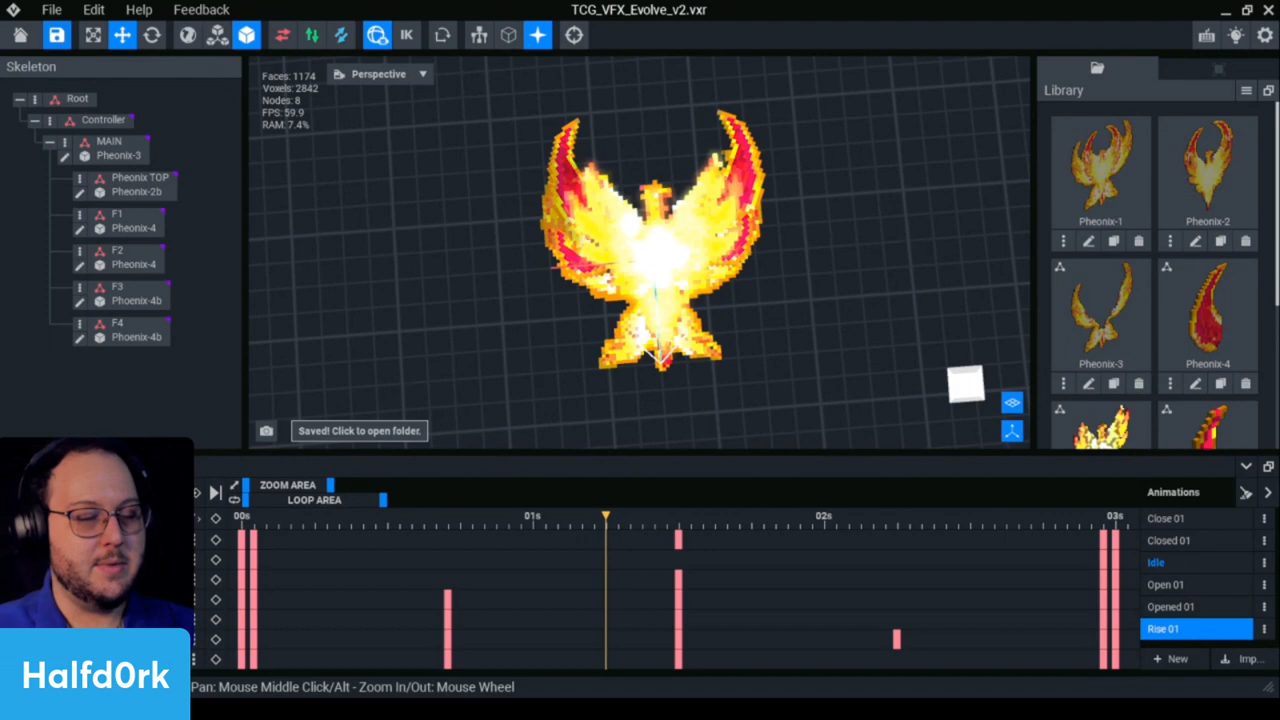 File Edit Help Feedback
TCG_VFX_Evolve_v2.vxr
IK
Skeleton
Root
Controller
MAIN
Pheonix-3
Pheonix TOP
Pheonix-2b
F1
Pheonix-4
F2
Pheonix-4
F3
Phoenix-4b
F4
Phoenix-4b
Faces: 1174
Voxels: 2842
Nodes: 8
FPS: 59.9
RAM: 7.4%
Perspective
Saved! Click to open folder.
Library
Pheonix-1
Pheonix-2
Pheonix-3
Pheonix-4
ZOOM AREA
LOOP AREA
00s 01s 02s 03s
Animations
Close 01
Closed 01
Idle
Open 01
Opened 01
Rise 01
+ New
Imp...
Halfd0rk
Pan: Mouse Middle Click/Alt - Zoom In/Out: Mouse Wheel